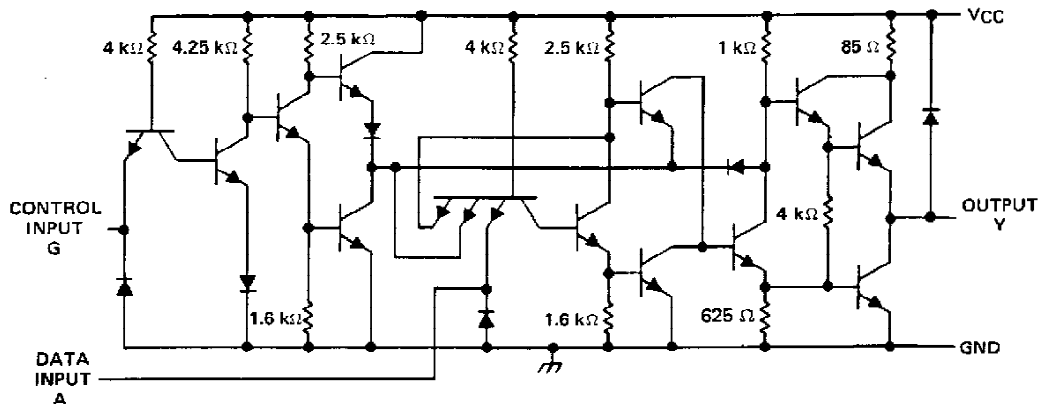 VCC
4 kΩ
4.25 kΩ
2.5 kΩ
4 kΩ
2.5 kΩ
1 kΩ
85 Ω
CONTROL
INPUT
G
4 kΩ
OUTPUT
Y
1.6 kΩ
1.6 kΩ
625 Ω
GND
DATA
INPUT
A